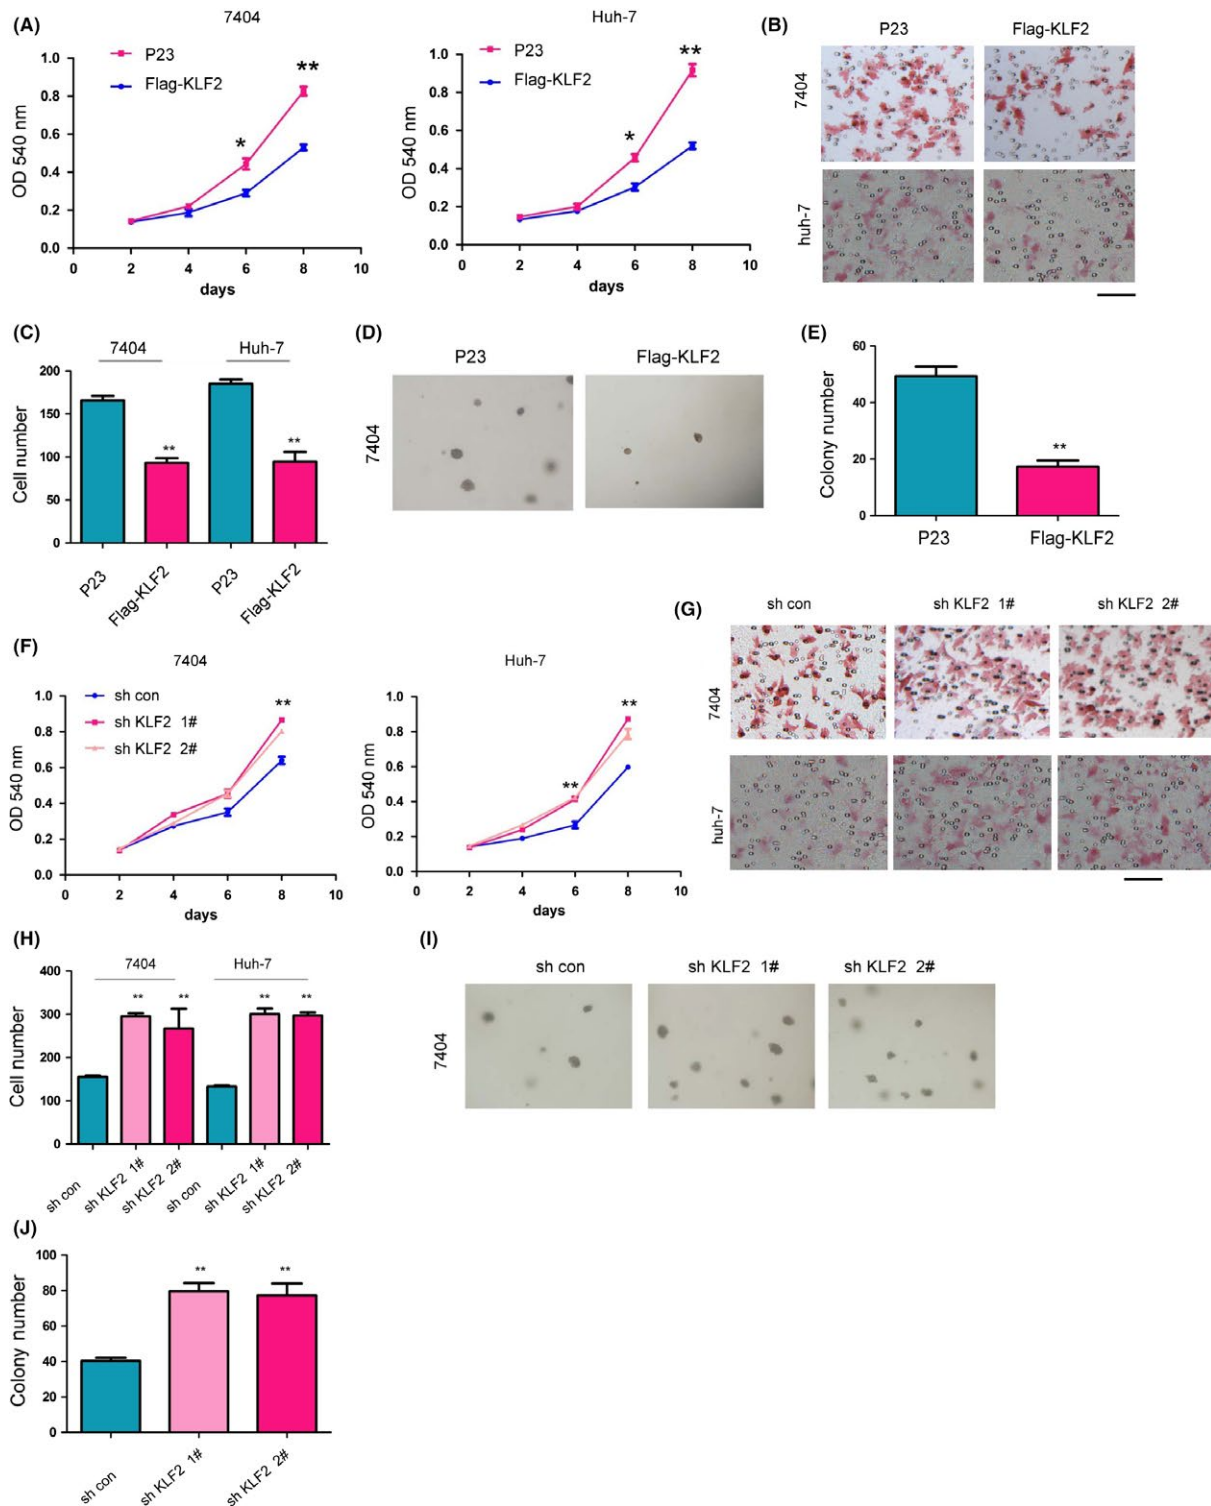 (A)
7404
P23
Flag-KLF2
1.0
0.8
0.6
0.4
0.2
0.0
OD 540 nm
*
**
0 2 4 6 8 10
days
Huh-7
P23
Flag-KLF2
1.0
0.8
0.6
0.4
0.2
0.0
OD 540 nm
*
**
0 2 4 6 8 10
days
(B)
P23 Flag-KLF2
7404
huh-7
(C)
7404 Huh-7
200
150
100
50
0
Cell number
** **
P23 Flag-KLF2 P23 Flag-KLF2
(D)
P23 Flag-KLF2
7404
(E)
60
40
20
0
Colony number
**
P23 Flag-KLF2
(F)
7404
sh con
sh KLF2 1#
sh KLF2 2#
1.0
0.8
0.6
0.4
0.2
0.0
OD 540 nm
**
0 2 4 6 8 10
days
Huh-7
1.0
0.8
0.6
0.4
0.2
0.0
OD 540 nm
**
**
0 2 4 6 8 10
days
(G)
sh con sh KLF2 1# sh KLF2 2#
7404
huh-7
(H)
7404 Huh-7
400
300
200
100
0
Cell number
** ** ** **
sh con sh KLF2 1# sh KLF2 2# sh con sh KLF2 1# sh KLF2 2#
(I)
sh con sh KLF2 1# sh KLF2 2#
7404
(J)
100
80
60
40
20
0
Colony number
** **
sh con sh KLF2 1# sh KLF2 2#